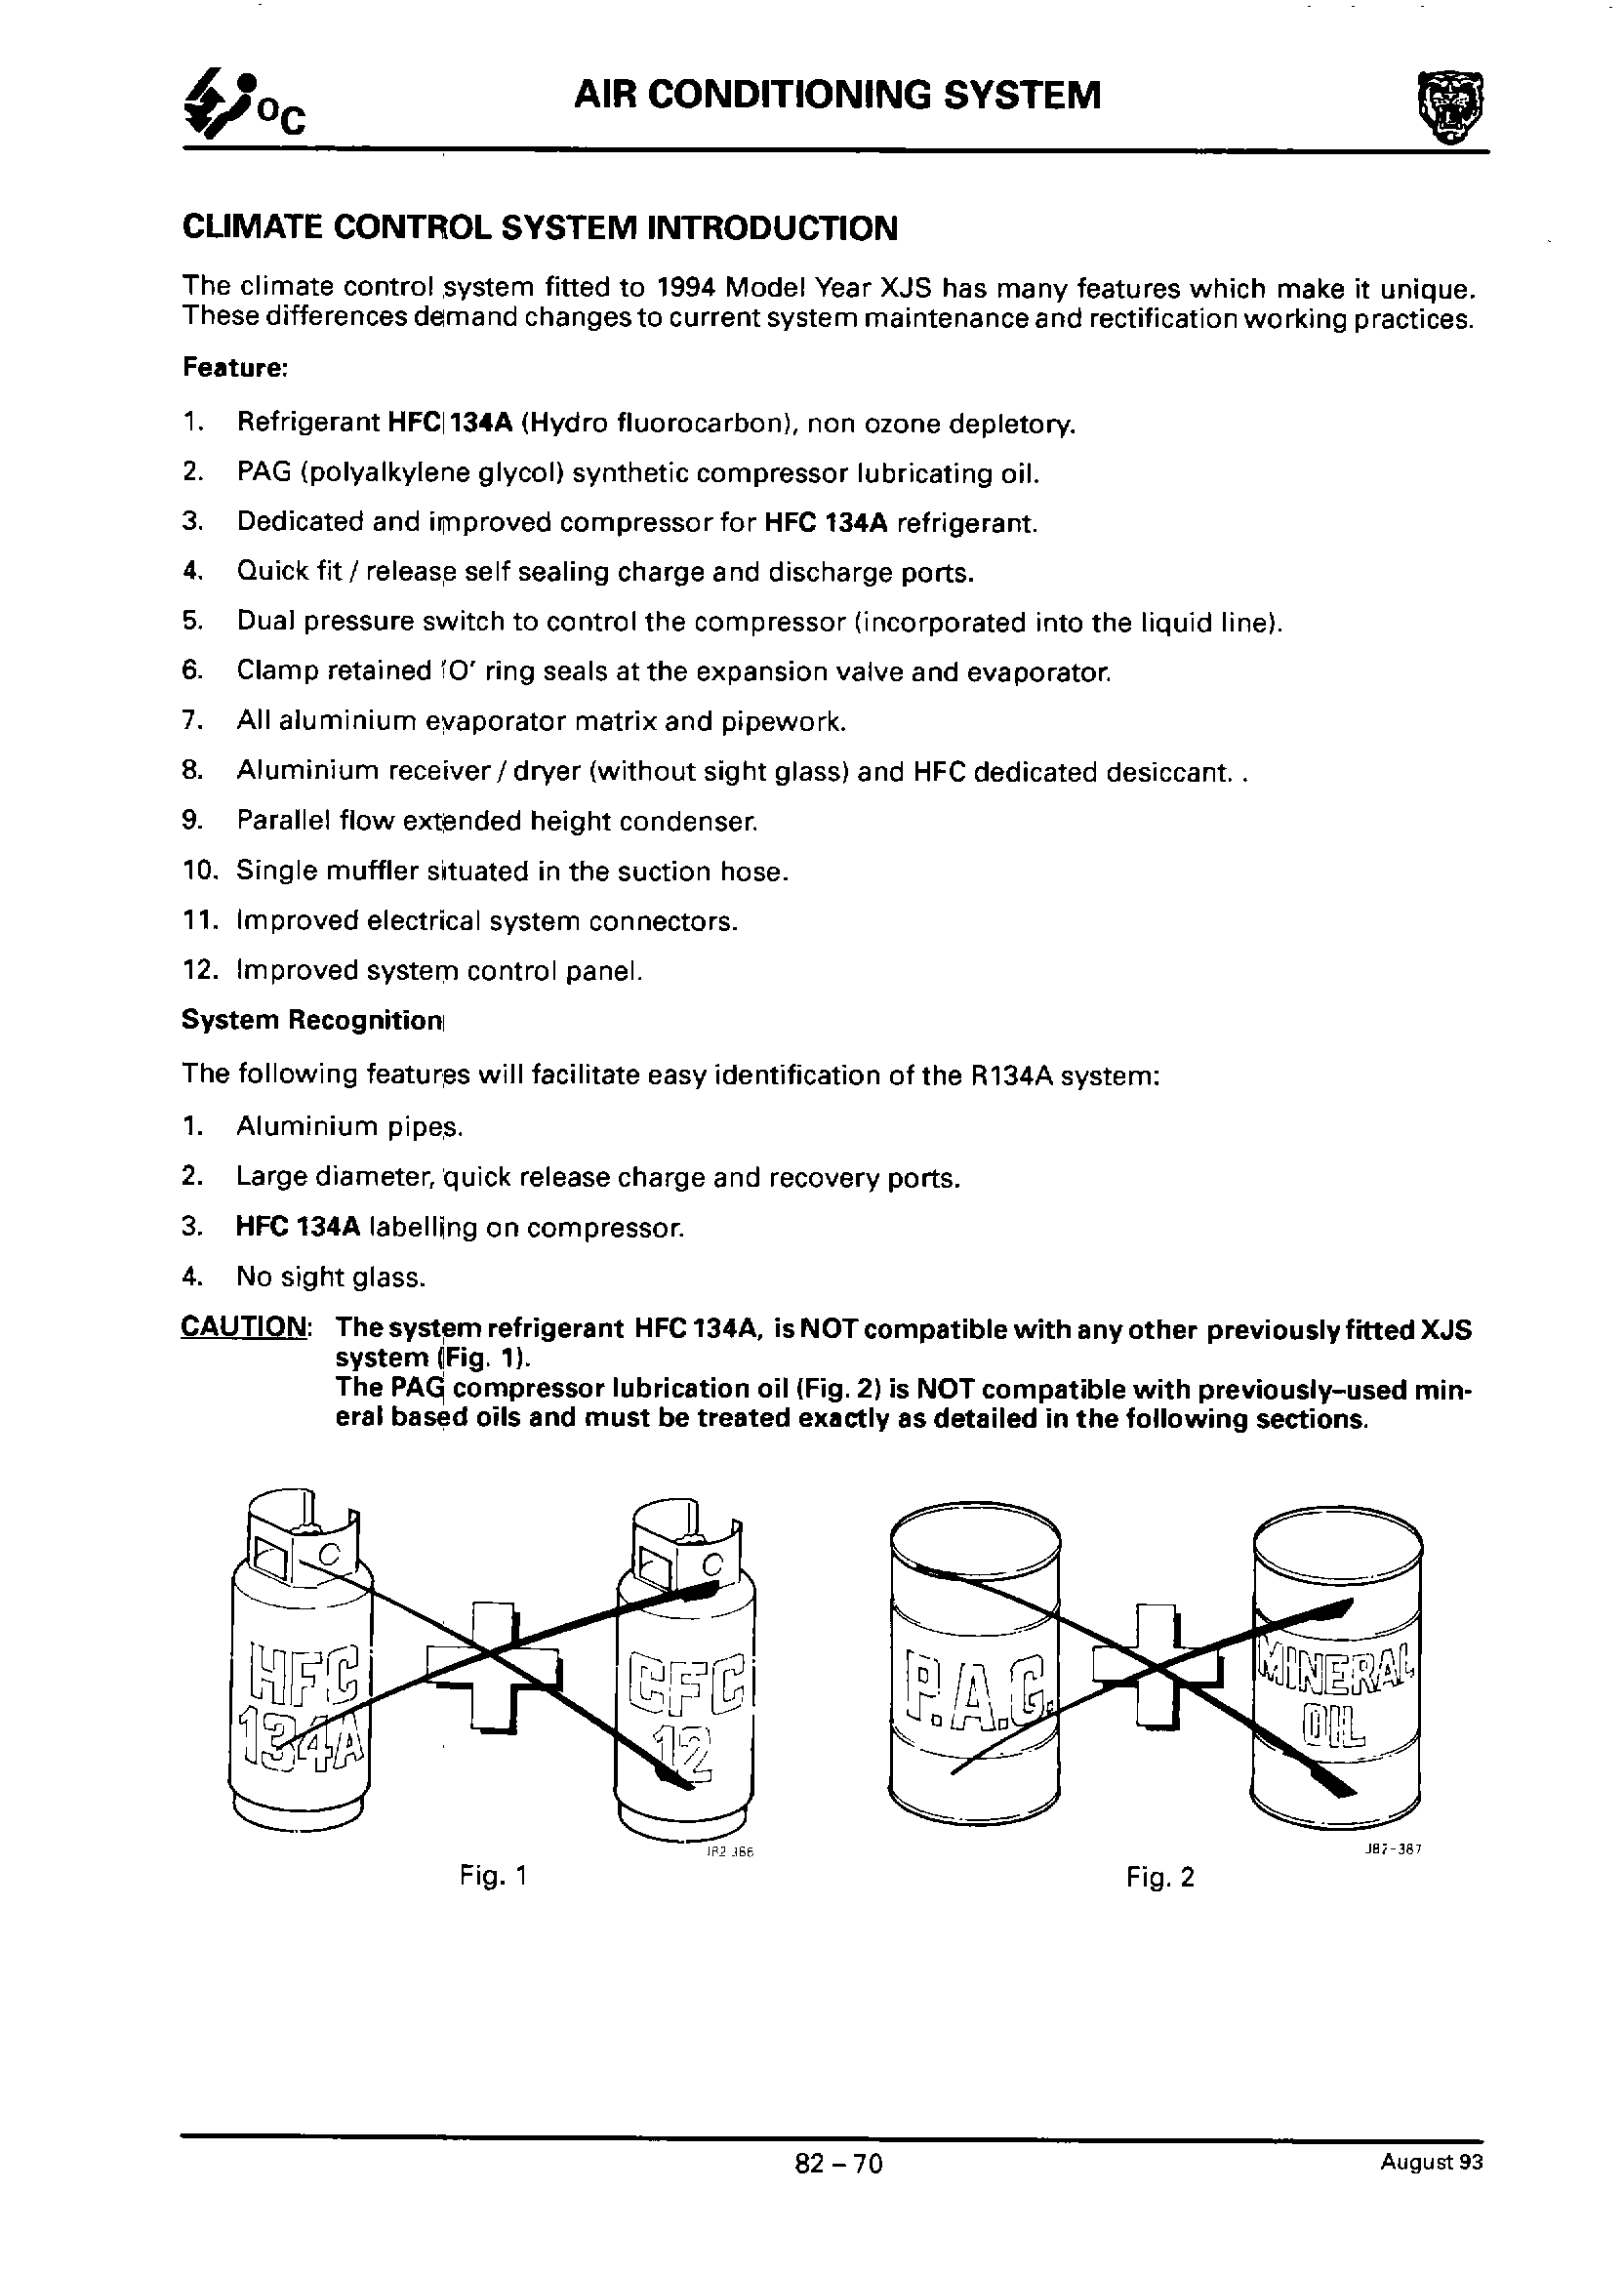 °C
AIR CONDITIONING SYSTEM
CLIMATE CONTROL SYSTEM INTRODUCTION
The climate control system fitted to 1994 Model Year XJS has many features which make it unique.
These differences demand changes to current system maintenance and rectification working practices.
Feature:
1. Refrigerant HFC 134A (Hydro fluorocarbon), non ozone depletory.
2. PAG (polyalkylene glycol) synthetic compressor lubricating oil.
3. Dedicated and improved compressor for HFC 134A refrigerant.
4. Quick fit / release self sealing charge and discharge ports.
5. Dual pressure switch to control the compressor (incorporated into the liquid line).
6. Clamp retained 'O' ring seals at the expansion valve and evaporator.
7. All aluminium evaporator matrix and pipework.
8. Aluminium receiver / dryer (without sight glass) and HFC dedicated desiccant. .
9. Parallel flow extended height condenser.
10. Single muffler situated in the suction hose.
11. Improved electrical system connectors.
12. Improved system control panel.
System Recognition
The following features will facilitate easy identification of the R134A system:
1. Aluminium pipes.
2. Large diameter, quick release charge and recovery ports.
3. HFC 134A labelling on compressor.
4. No sight glass.
CAUTION: The system refrigerant HFC 134A, is NOT compatible with any other previously fitted XJS
system (Fig. 1).
The PAG compressor lubrication oil (Fig. 2) is NOT compatible with previously-used min-
eral based oils and must be treated exactly as detailed in the following sections.
HFC
134A
CFC
12
P.A.G.
MINERAL
OIL
J82-387
Fig. 1
Fig. 2
82 – 70
August 93